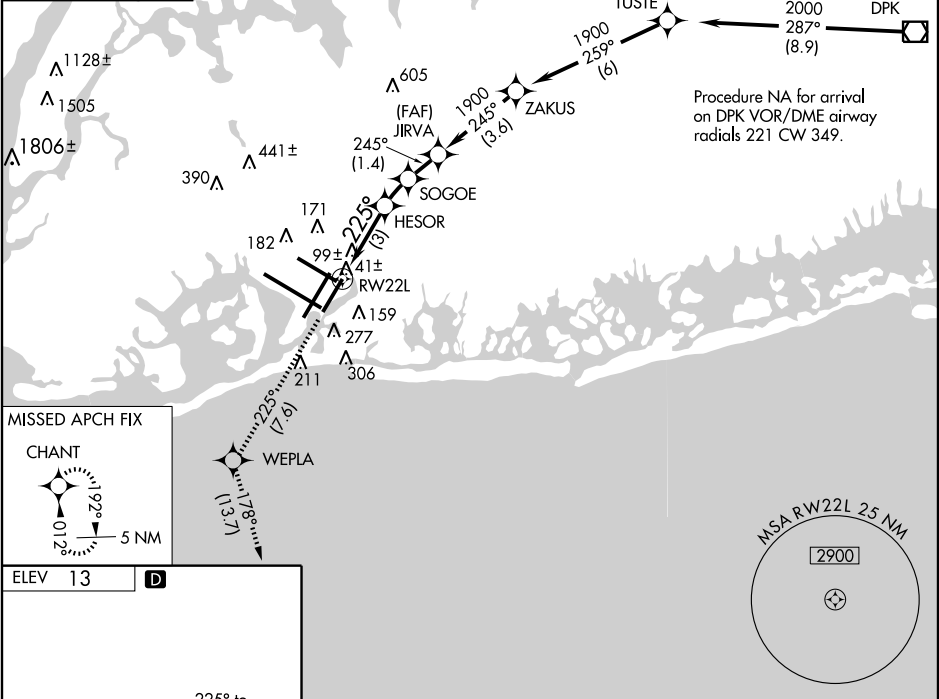 TUSTE
2000
287°
(8.9)
DPK
1900
259°
(6)
ZAKUS
1900
245°
(3.6)
Procedure NA for arrival
on DPK VOR/DME airway
radials 221 CW 349.
1128±
1505
1806±
605
(FAF)
JIRVA
245°
(1.4)
441±
390
SOGOE
HESOR
225°
(3)
171
182
99±
41±
RW22L
159
277
306
211
225°
(7.6)
WEPLA
178°
(13.7)
MISSED APCH FIX
CHANT
192°
012°
5 NM
MSA RW22L 25 NM
2900
ELEV 13
D
225° to